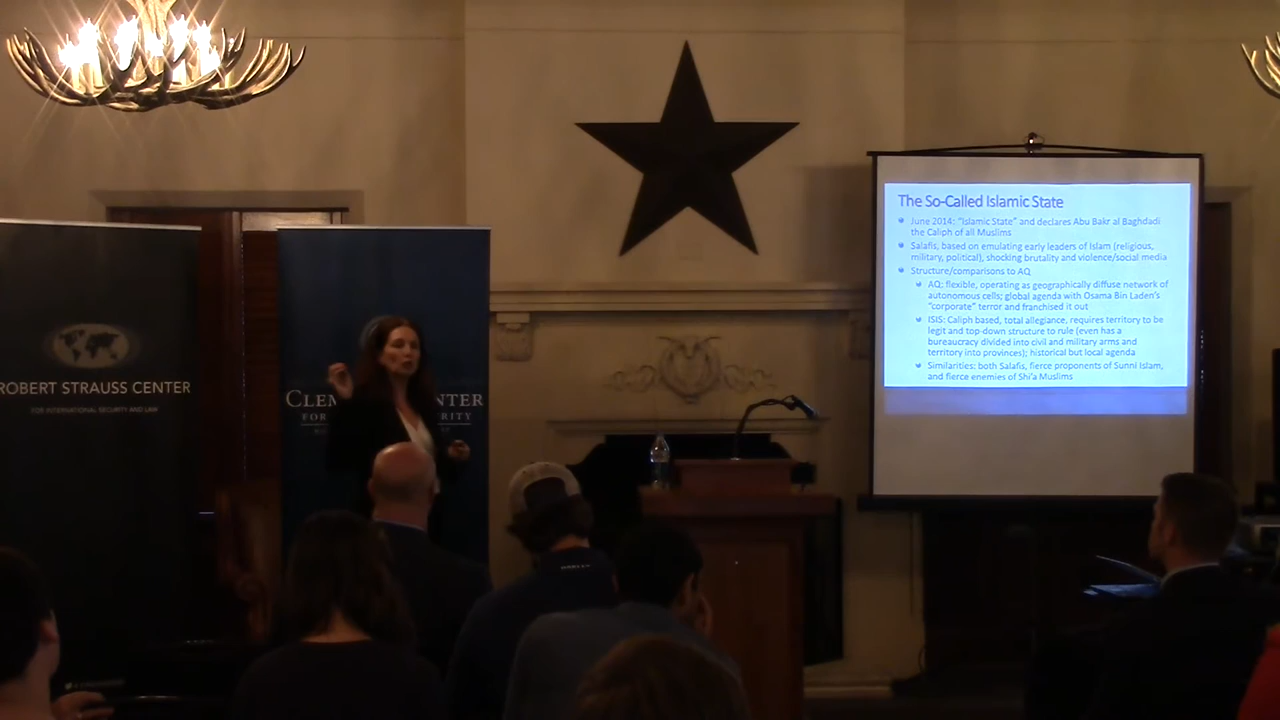 ROBERT STRAUSS CENTER
FOR INTERNATIONAL SECURITY AND LAW
CLEM NTER
FOR RITY
The So-Called Islamic State
June 2014: "Islamic State" and declares Abu Bakr al Baghdadi
the Caliph of all Muslims
Salafis, based on emulating early leaders of Islam (religious,
military, political), shocking brutality and violence/social media
Structure/comparisons to AQ
AQ: flexible, operating as geographically diffuse network of
autonomous cells; global agenda with Osama Bin Laden's
"corporate" terror and franchised it out
ISIS: Caliph based, total allegiance, requires territory to be
legit and top-down structure to rule (even has a
bureaucracy divided into civil and military arms and
territory into provinces); historical but local agenda
Similarities: both Salafis, fierce proponents of Sunni Islam,
and fierce enemies of Shi'a Muslims